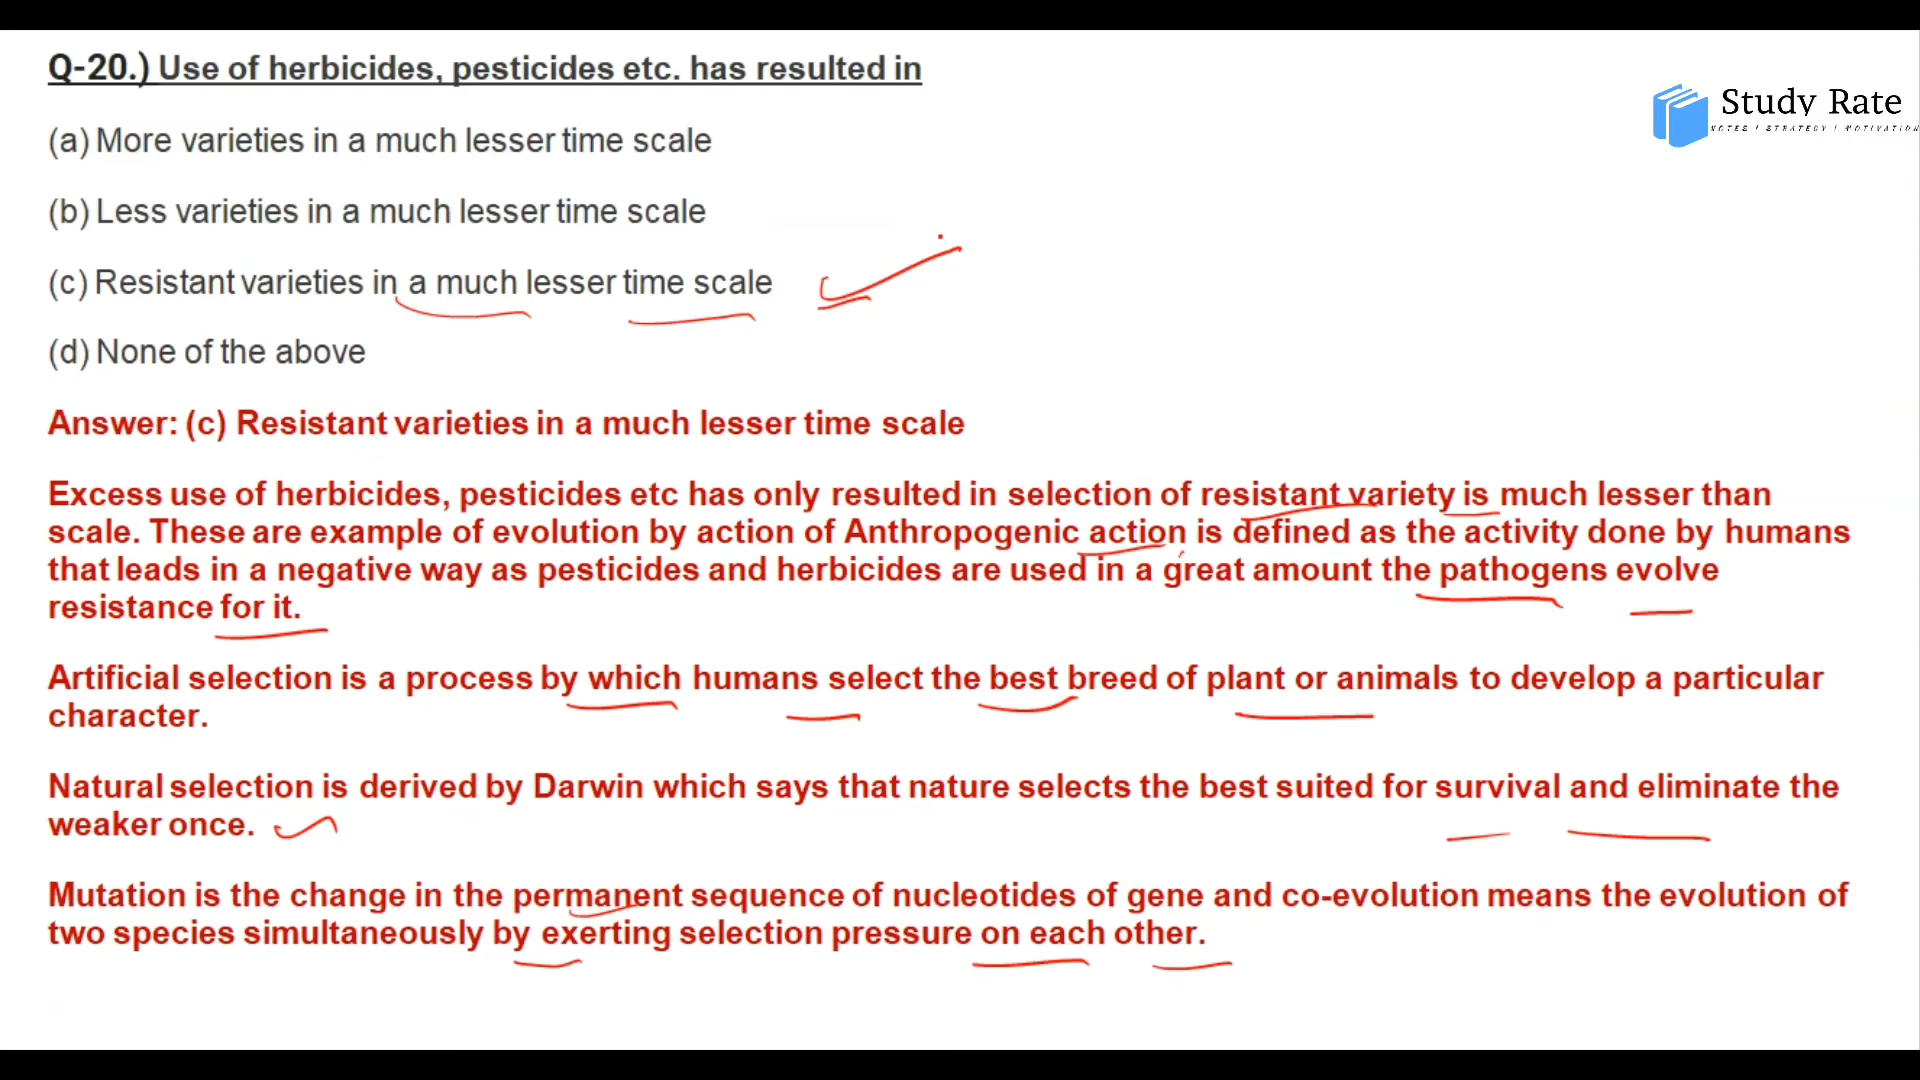 Q-20.) Use of herbicides, pesticides etc. has resulted in
Study Rate
NOTES / STRATEGY / MOTIVATION
(a) More varieties in a much lesser time scale
(b) Less varieties in a much lesser time scale
(c) Resistant varieties in a much lesser time scale
(d) None of the above
Answer: (c) Resistant varieties in a much lesser time scale
Excess use of herbicides, pesticides etc has only resulted in selection of resistant variety is much lesser than
scale. These are example of evolution by action of Anthropogenic action is defined as the activity done by humans
that leads in a negative way as pesticides and herbicides are used in a great amount the pathogens evolve
resistance for it.
Artificial selection is a process by which humans select the best breed of plant or animals to develop a particular
character.
Natural selection is derived by Darwin which says that nature selects the best suited for survival and eliminate the
weaker once.
Mutation is the change in the permanent sequence of nucleotides of gene and co-evolution means the evolution of
two species simultaneously by exerting selection pressure on each other.